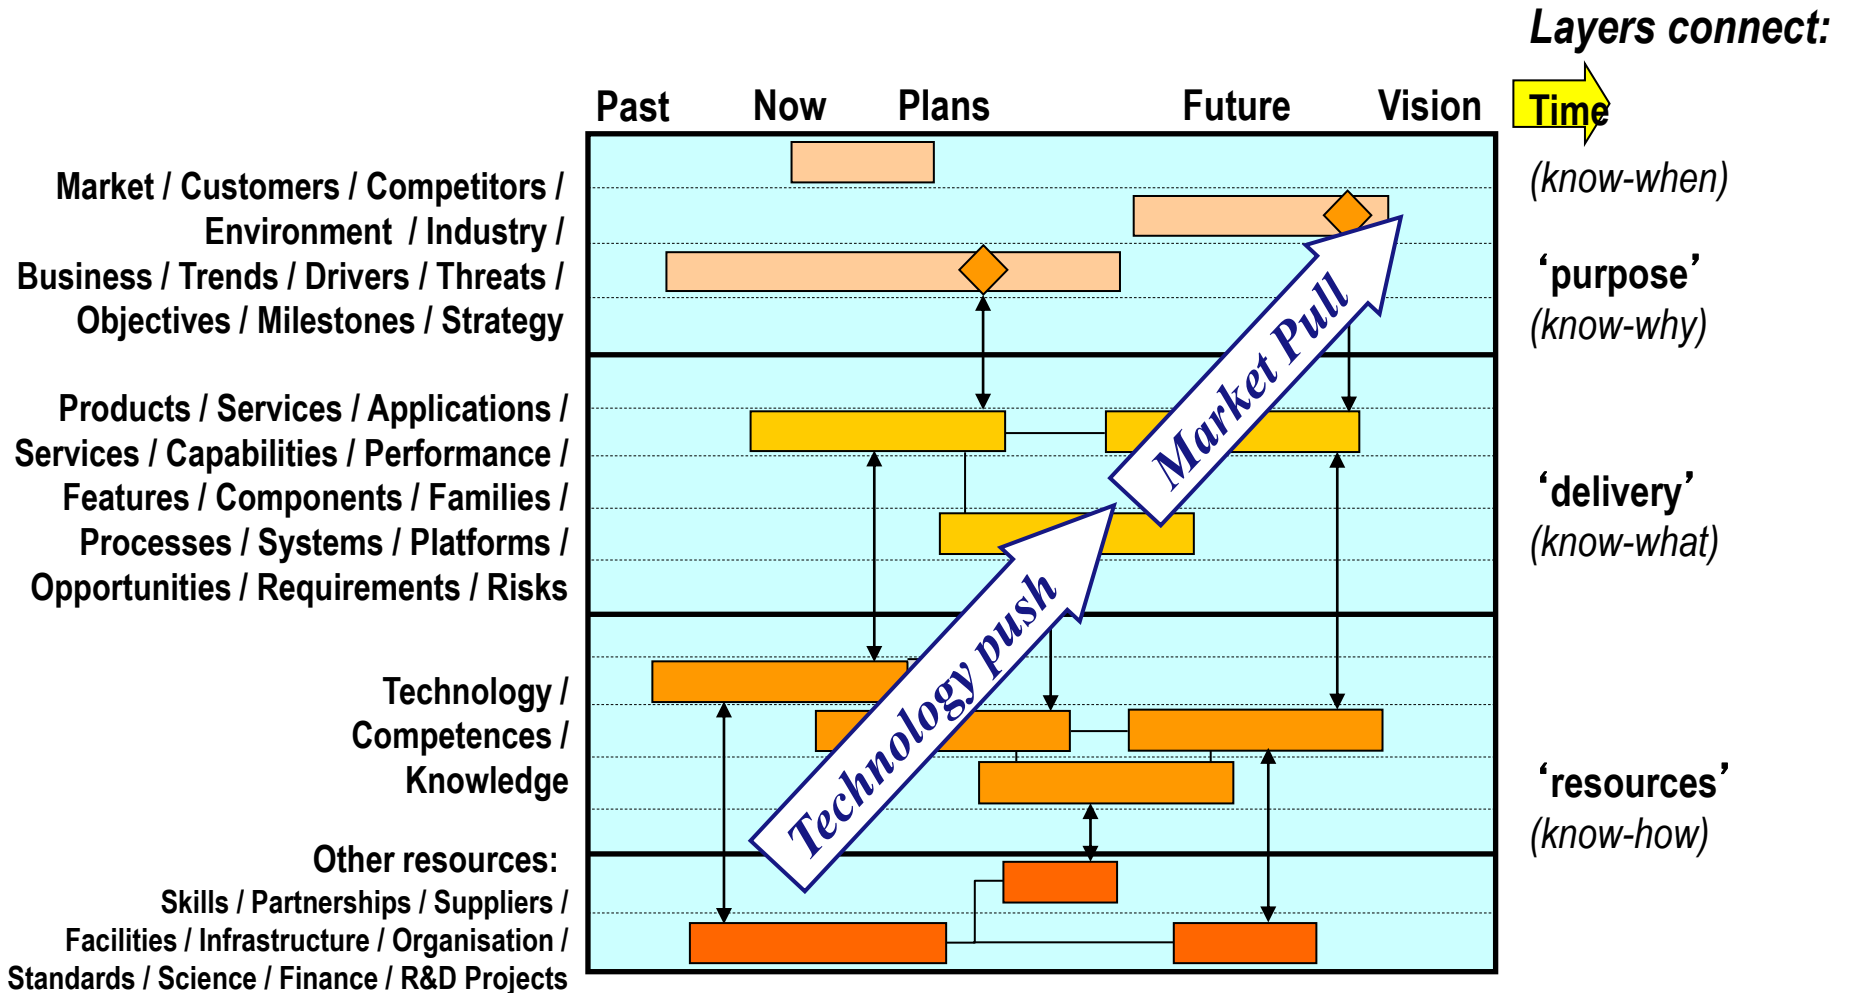 Layers connect:
Past Now Plans Future Vision
Time
(know-when)
Market / Customers / Competitors /
Environment / Industry /
Business / Trends / Drivers / Threats /
Objectives / Milestones / Strategy
‘purpose’
(know-why)
Products / Services / Applications /
Services / Capabilities / Performance /
Features / Components / Families /
Processes / Systems / Platforms /
Opportunities / Requirements / Risks
‘delivery’
(know-what)
Market Pull
Technology push
Technology /
Competences /
Knowledge
‘resources’
(know-how)
Other resources:
Skills / Partnerships / Suppliers /
Facilities / Infrastructure / Organisation /
Standards / Science / Finance / R&D Projects